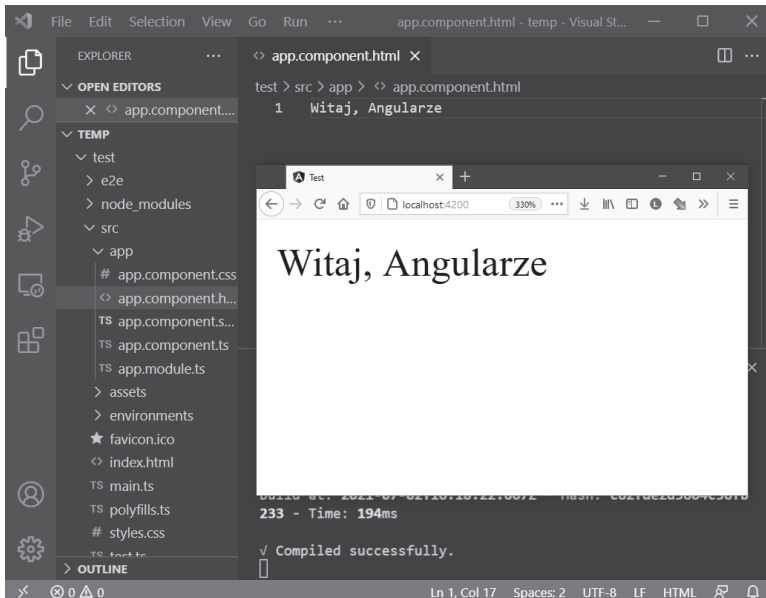 File Edit Selection View Go Run ··· app.component.html - temp - Visual St...
EXPLORER ···
OPEN EDITORS
app.component....
TEMP
test
e2e
node_modules
src
app
# app.component.css
<> app.component.h...
TS app.component.s...
TS app.component.ts
TS app.module.ts
assets
environments
favicon.ico
<> index.html
TS main.ts
TS polyfills.ts
# styles.css
TS test.ts
OUTLINE
<> app.component.html
test > src > app > <> app.component.html
1 Witaj, Angularze
Test
localhost:4200 330% ···
Witaj, Angularze
233 - Time: 194ms
√ Compiled successfully.
0 0 Ln 1, Col 17 Spaces: 2 UTF-8 LF HTML